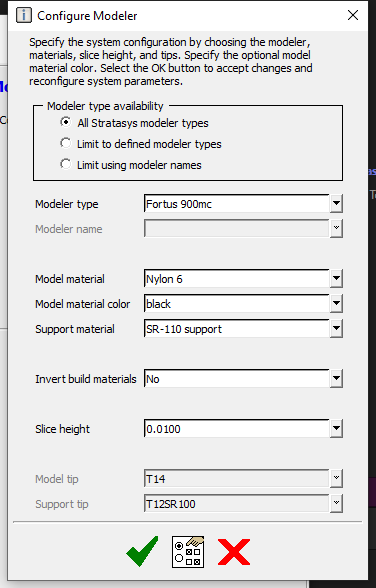 Configure Modeler
Specify the system configuration by choosing the modeler,
materials, slice height, and tips. Specify the optional model
material color. Select the OK button to accept changes and
reconfigure system parameters.
Modeler type availability
All Stratasys modeler types
Limit to defined modeler types
Limit using modeler names
Modeler type Fortus 900mc
Modeler name
Model material Nylon 6
Model material color black
Support material SR-110 support
Invert build materials No
Slice height 0.0100
Model tip T14
Support tip T12SR100